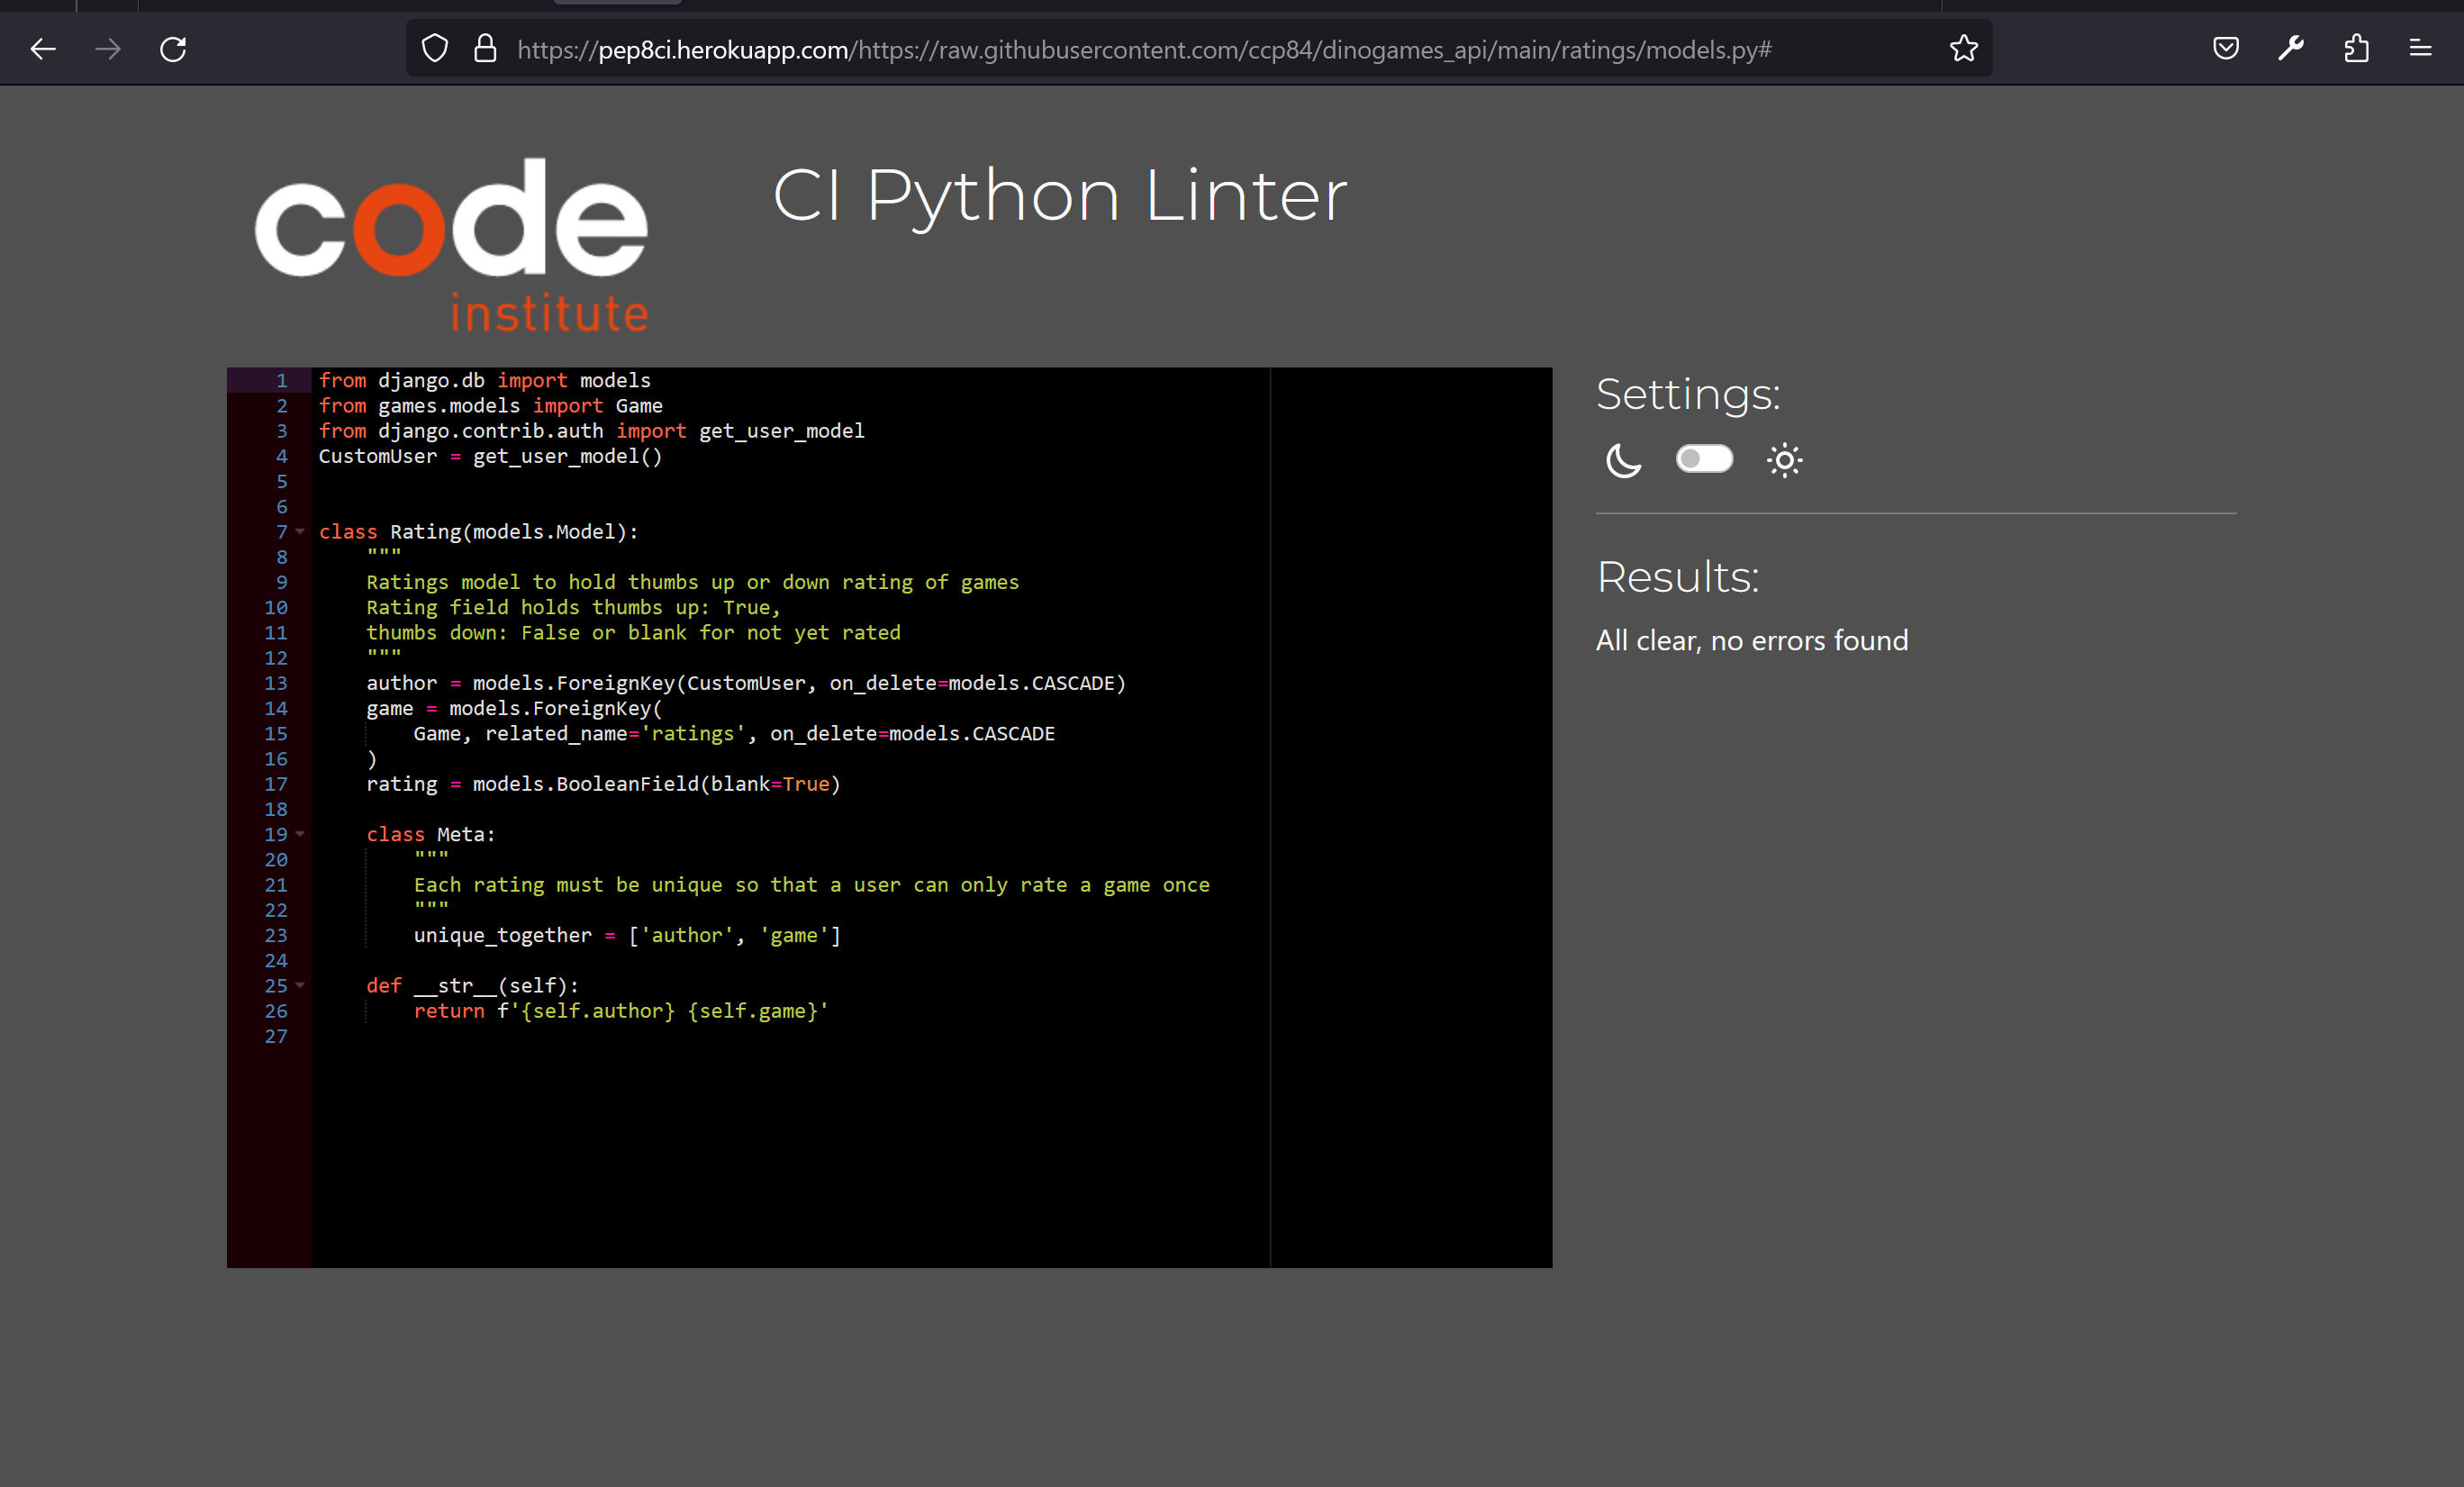 https://pep8ci.herokuapp.com/https://raw.githubusercontent.com/ccp84/dinogames_api/main/ratings/models.py#
code
institute
CI Python Linter
1 from django.db import models
2 from games.models import Game
3 from django.contrib.auth import get_user_model
4 CustomUser = get_user_model()
5
6
7 class Rating(models.Model):
8     """
9     Ratings model to hold thumbs up or down rating of games
10     Rating field holds thumbs up: True,
11     thumbs down: False or blank for not yet rated
12     """
13     author = models.ForeignKey(CustomUser, on_delete=models.CASCADE)
14     game = models.ForeignKey(
15         Game, related_name='ratings', on_delete=models.CASCADE
16     )
17     rating = models.BooleanField(blank=True)
18
19     class Meta:
20         """
21         Each rating must be unique so that a user can only rate a game once
22         """
23         unique_together = ['author', 'game']
24
25     def __str__(self):
26         return f'{self.author} {self.game}'
27
Settings:
Results:
All clear, no errors found